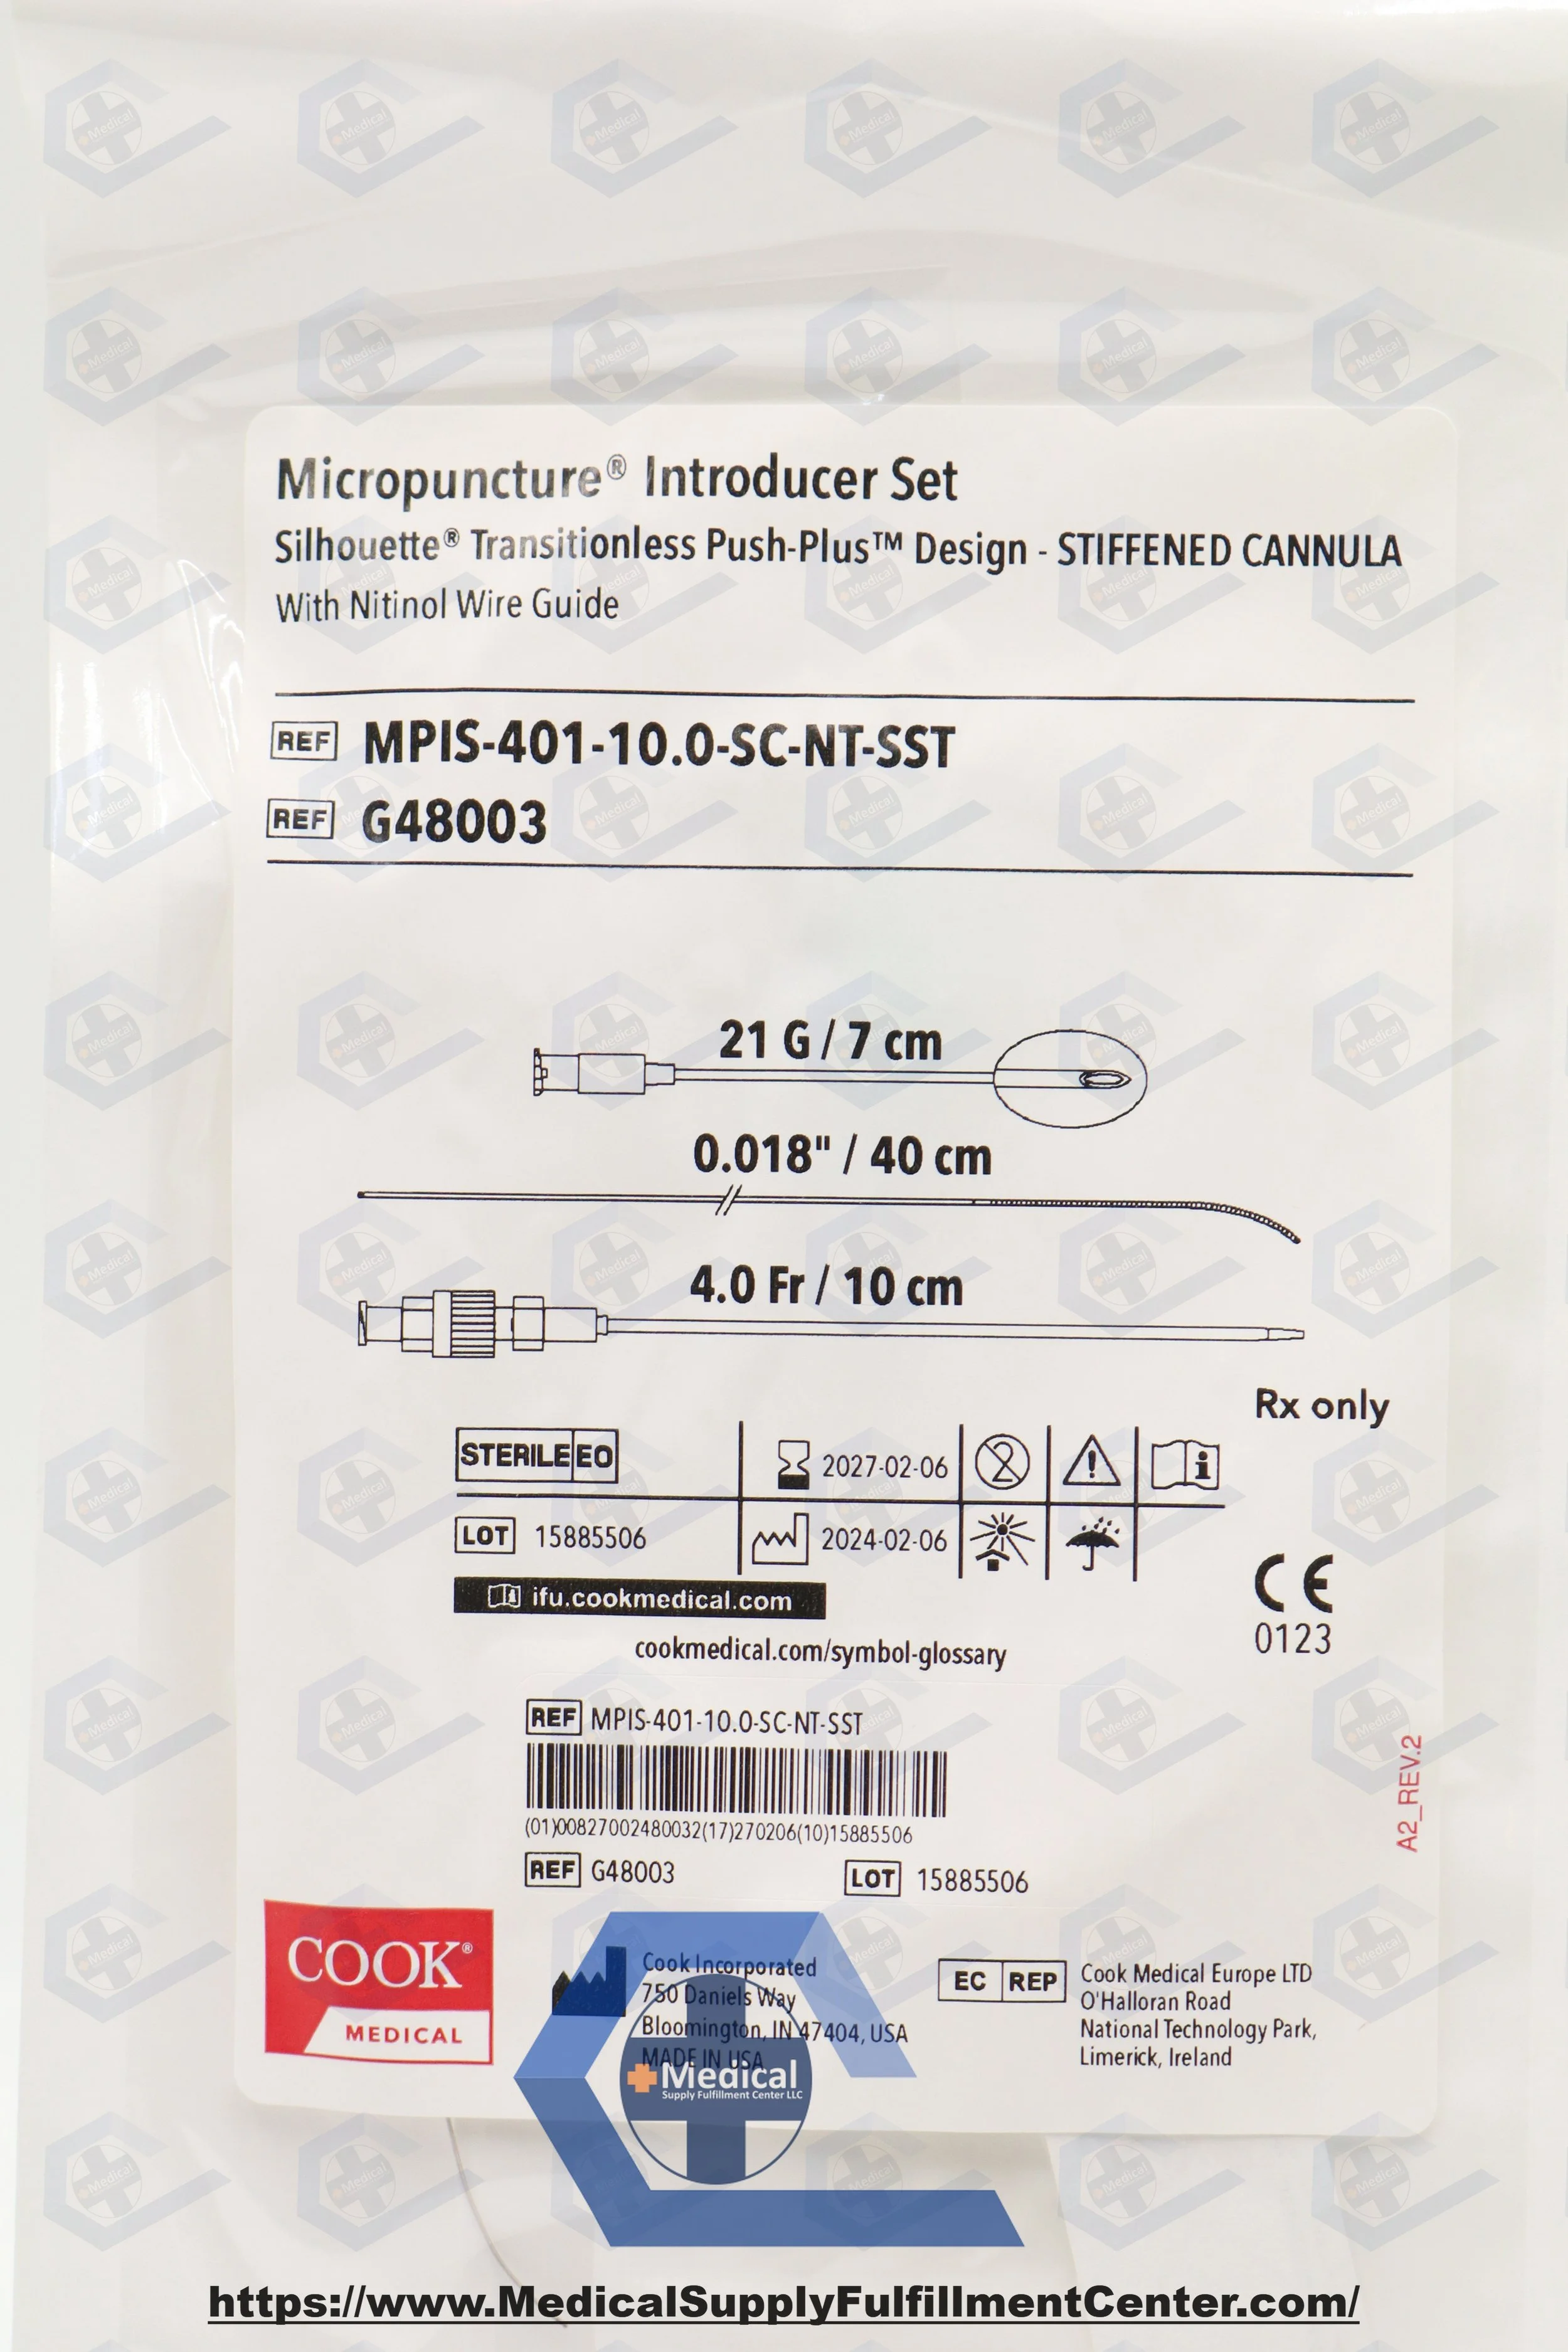 Micropuncture® Introducer Set
Silhouette® Transitionless Push-Plus™ Design - STIFFENED CANNULA
With Nitinol Wire Guide
REF MPIS-401-10.0-SC-NT-SST
REF G48003
21 G / 7 cm
0.018" / 40 cm
4.0 Fr / 10 cm
Rx only
STERILE EO
2027-02-06
LOT 15885506
2024-02-06
ifu.cookmedical.com
cookmedical.com/symbol-glossary
CE
0123
REF MPIS-401-10.0-SC-NT-SST
(01)00827002480032(17)270206(10)15885506
REF G48003
LOT 15885506
A2_REV.2
COOK®
MEDICAL
Cook Incorporated
750 Daniels Way
Bloomington, IN 47404, USA
MADE IN USA
EC REP
Cook Medical Europe LTD
O'Halloran Road
National Technology Park,
Limerick, Ireland
Medical
Supply Fulfillment Center LLC
https://www.MedicalSupplyFulfillmentCenter.com/